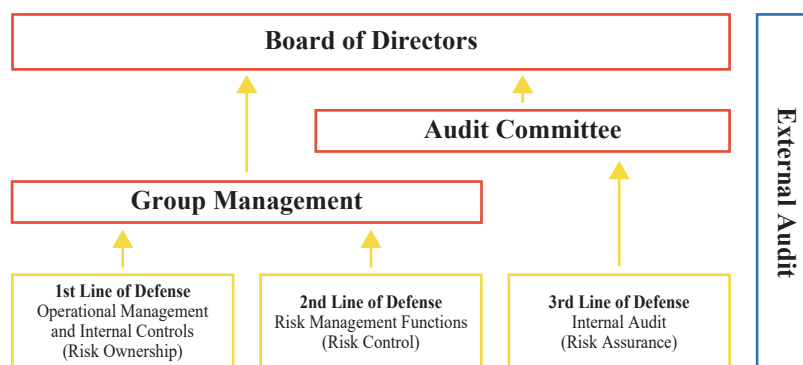 Board of Directors
Audit Committee
Group Management
1st Line of Defense
Operational Management
and Internal Controls
(Risk Ownership)
2nd Line of Defense
Risk Management Functions
(Risk Control)
3rd Line of Defense
Internal Audit
(Risk Assurance)
External Audit